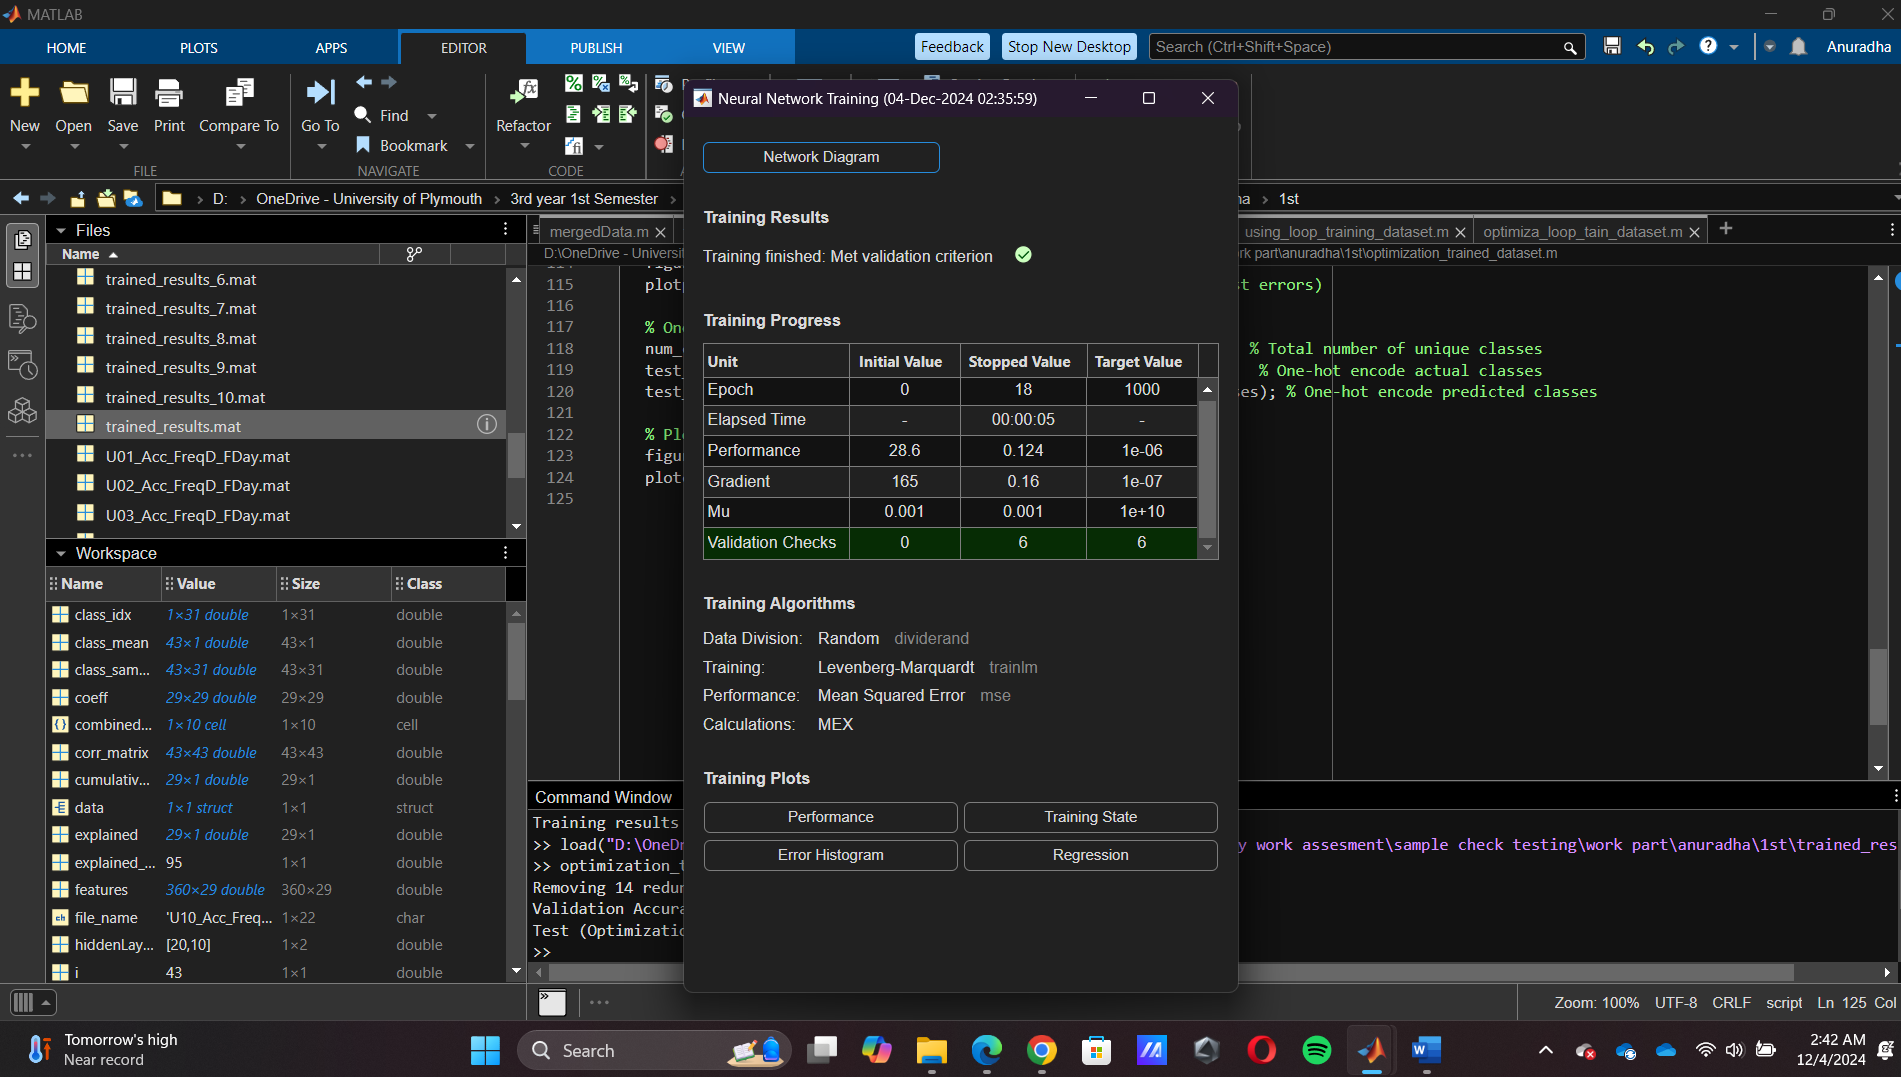 MATLAB
HOME PLOTS APPS EDITOR PUBLISH VIEW Feedback Stop New Desktop Search (Ctrl+Shift+Space) Anuradha
New Open Save Print Compare To Go To Find Bookmark Refactor
FILE NAVIGATE CODE
D: › OneDrive - University of Plymouth › 3rd year 1st Semester › › 1st
Files
Name
trained_results_6.mat
trained_results_7.mat
trained_results_8.mat
trained_results_9.mat
trained_results_10.mat
trained_results.mat
U01_Acc_FreqD_FDay.mat
U02_Acc_FreqD_FDay.mat
U03_Acc_FreqD_FDay.mat
Workspace
Name Value Size Class
class_idx 1×31 double 1×31 double
class_mean 43×1 double 43×1 double
class_sam... 43×31 double 43×31 double
coeff 29×29 double 29×29 double
combined... 1×10 cell 1×10 cell
corr_matrix 43×43 double 43×43 double
cumulativ... 29×1 double 29×1 double
data 1×1 struct 1×1 struct
explained 29×1 double 29×1 double
explained_... 95 1×1 double
features 360×29 double 360×29 double
file_name 'U10_Acc_Freq... 1×22 char
hiddenLay... [20,10] 1×2 double
i 43 1×1 double
mergedData.m using_loop_training_dataset.m optimiza_loop_tain_dataset.m
D:\OneDrive - Universi rk part\anuradha\1st\optimization_trained_dataset.m
115 plot t errors)
116
117 % On
118 num_ % Total number of unique classes
119 test_ % One-hot encode actual classes
120 test_ es); % One-hot encode predicted classes
121
122 % Pl
123 figu
124 plot
125
Command Window
Training results
>> load("D:\OneDr y work assesment\sample check testing\work part\anuradha\1st\trained_res
>> optimization_t
Removing 14 redun
Validation Accura
Test (Optimizatio
>>
Neural Network Training (04-Dec-2024 02:35:59)
Network Diagram
Training Results
Training finished: Met validation criterion
Training Progress
Unit Initial Value Stopped Value Target Value
Epoch 0 18 1000
Elapsed Time - 00:00:05 -
Performance 28.6 0.124 1e-06
Gradient 165 0.16 1e-07
Mu 0.001 0.001 1e+10
Validation Checks 0 6 6
Training Algorithms
Data Division: Random dividerand
Training: Levenberg-Marquardt trainlm
Performance: Mean Squared Error mse
Calculations: MEX
Training Plots
Performance Training State
Error Histogram Regression
Zoom: 100% UTF-8 CRLF script Ln 125 Col
Tomorrow's high
Near record
Search
2:42 AM
12/4/2024